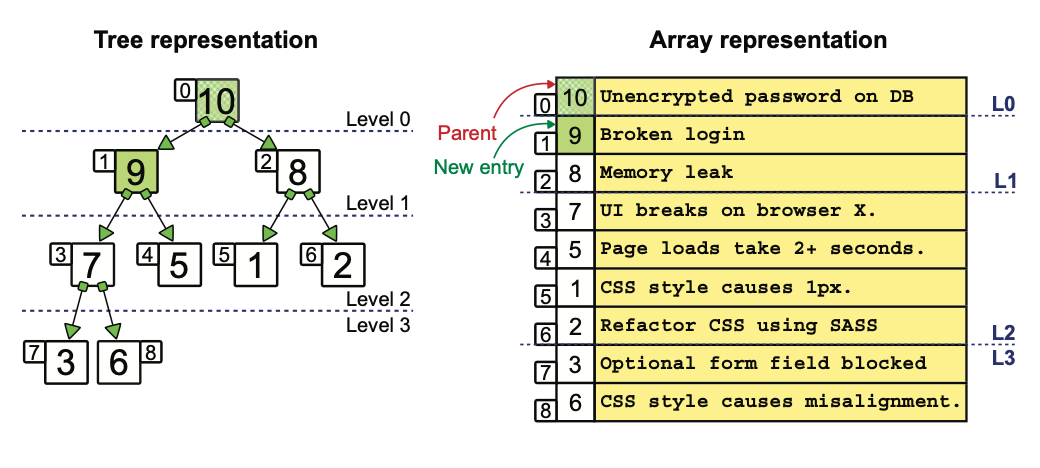 Tree representation
0 10
Level 0
1 9
2 8
Level 1
3 7
4 5
5 1
6 2
Level 2
Level 3
7 3
6 8
Array representation
Parent
New entry
0 10 Unencrypted password on DB
L0
1 9 Broken login
2 8 Memory leak
L1
3 7 UI breaks on browser X.
4 5 Page loads take 2+ seconds.
5 1 CSS style causes 1px.
6 2 Refactor CSS using SASS
L2
L3
7 3 Optional form field blocked
8 6 CSS style causes misalignment.